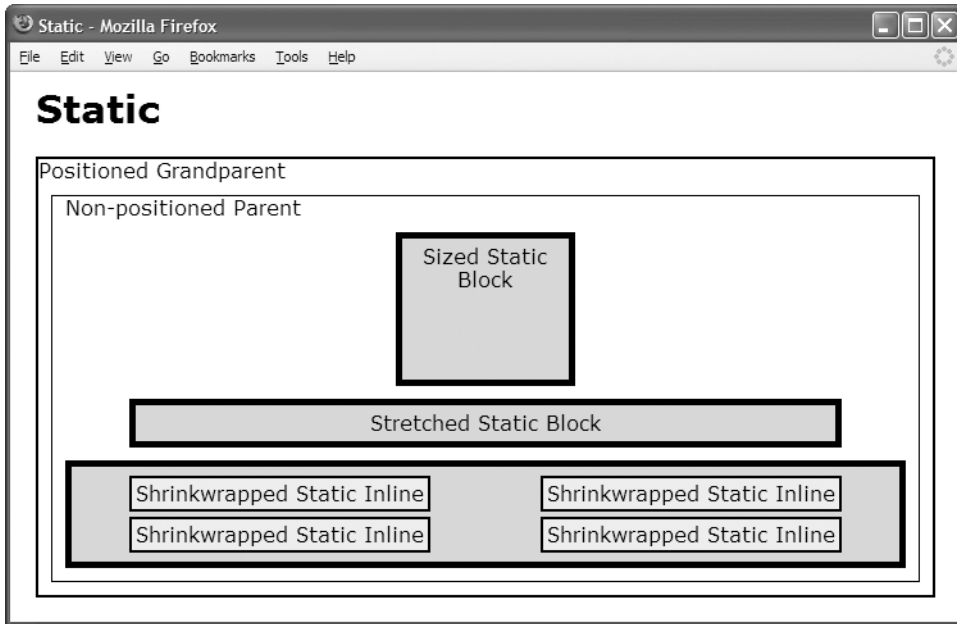 Static - Mozilla Firefox
File Edit View Go Bookmarks Tools Help
Static
Positioned Grandparent
Non-positioned Parent
Sized Static
Block
Stretched Static Block
Shrinkwrapped Static Inline Shrinkwrapped Static Inline
Shrinkwrapped Static Inline Shrinkwrapped Static Inline